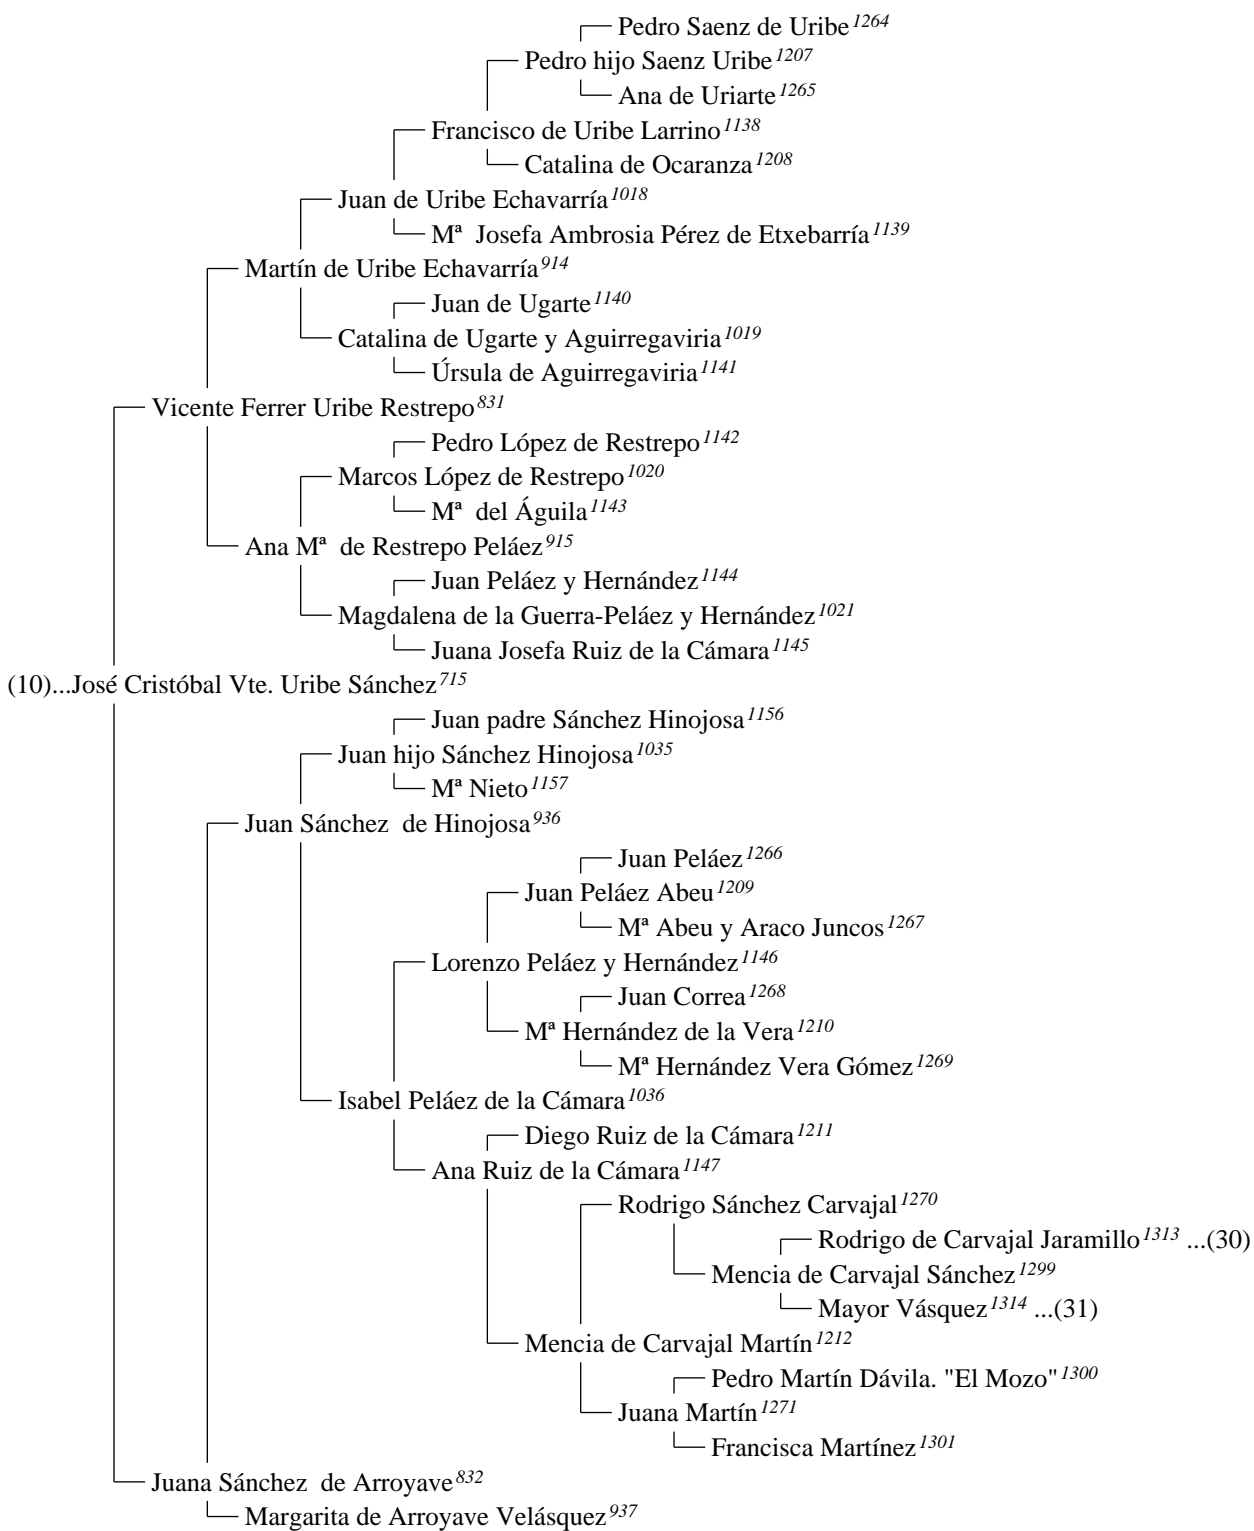 Pedro Saenz de Uribe 1264
Pedro hijo Saenz Uribe 1207
Ana de Uriarte 1265
Francisco de Uribe Larrino 1138
Catalina de Ocaranza 1208
Juan de Uribe Echavarría 1018
Mª Josefa Ambrosia Pérez de Etxebarría 1139
Martín de Uribe Echavarría 914
Juan de Ugarte 1140
Catalina de Ugarte y Aguirregaviria 1019
Úrsula de Aguirregaviria 1141
Vicente Ferrer Uribe Restrepo 831
Pedro López de Restrepo 1142
Marcos López de Restrepo 1020
Mª del Águila 1143
Ana Mª de Restrepo Peláez 915
Juan Peláez y Hernández 1144
Magdalena de la Guerra-Peláez y Hernández 1021
Juana Josefa Ruiz de la Cámara 1145
(10)...José Cristóbal Vte. Uribe Sánchez 715
Juan padre Sánchez Hinojosa 1156
Juan hijo Sánchez Hinojosa 1035
Mª Nieto 1157
Juan Sánchez de Hinojosa 936
Juan Peláez 1266
Juan Peláez Abeu 1209
Mª Abeu y Araco Juncos 1267
Lorenzo Peláez y Hernández 1146
Juan Correa 1268
Mª Hernández de la Vera 1210
Mª Hernández Vera Gómez 1269
Isabel Peláez de la Cámara 1036
Diego Ruiz de la Cámara 1211
Ana Ruiz de la Cámara 1147
Rodrigo Sánchez Carvajal 1270
Rodrigo de Carvajal Jaramillo 1313 ...(30)
Mencia de Carvajal Sánchez 1299
Mayor Vásquez 1314 ...(31)
Mencia de Carvajal Martín 1212
Pedro Martín Dávila. "El Mozo" 1300
Juana Martín 1271
Francisca Martínez 1301
Juana Sánchez de Arroyave 832
Margarita de Arroyave Velásquez 937